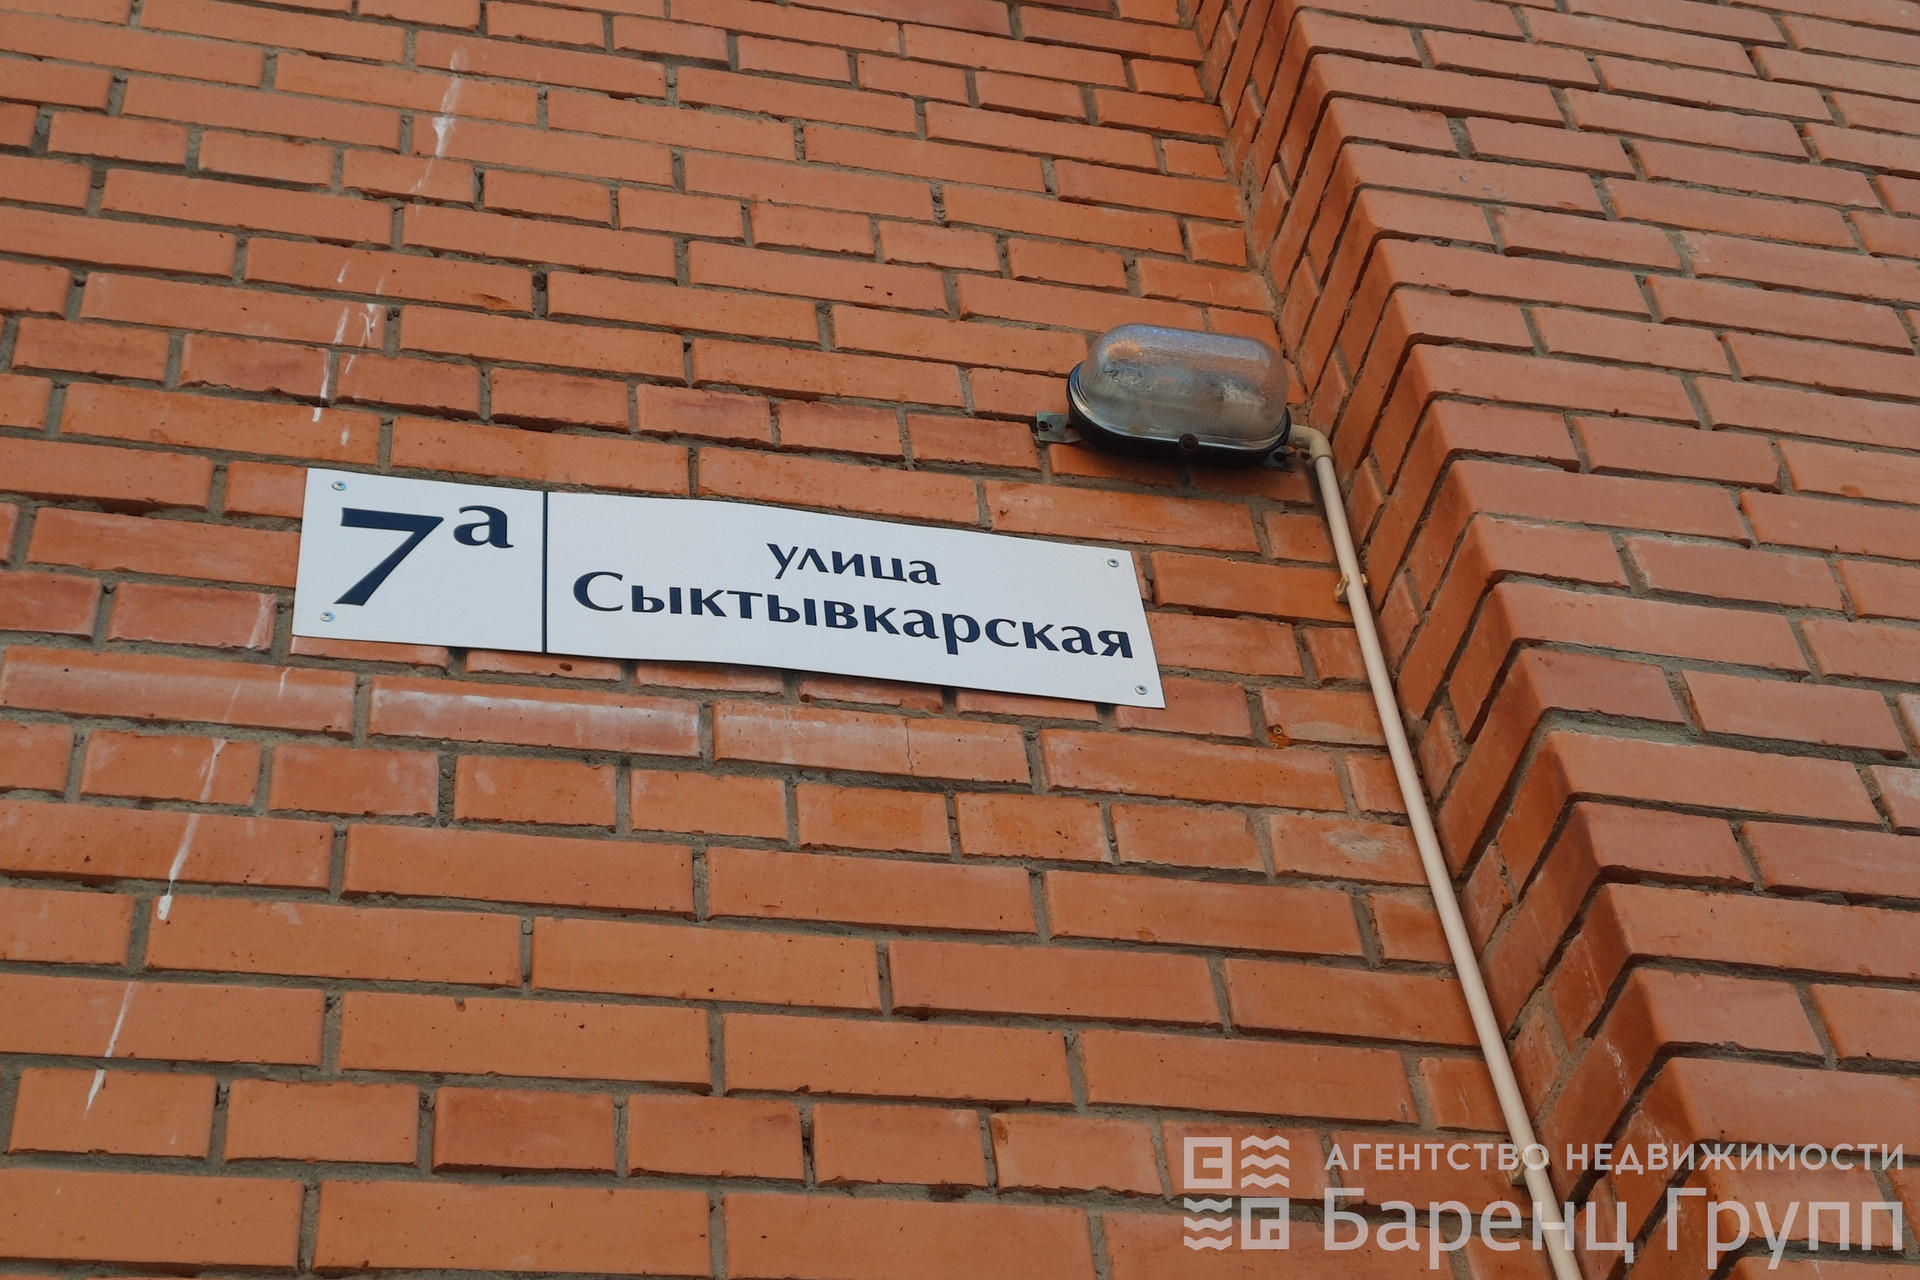 7а
улица
Сыктывкарская
АГЕНТСТВО НЕДВИЖИМОСТИ
Баренц Групп